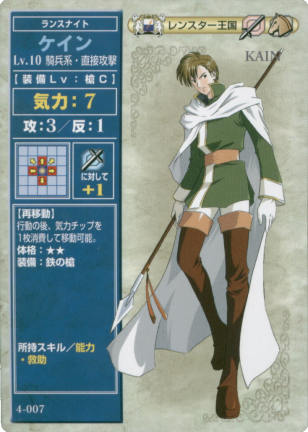 ランスナイト
ケイン
Lv.10 騎兵系・直接攻撃
【装備Lv：槍C】
気力：7
攻：3／反：1
に対して
+1
【再移動】
行動の後、気力チップを
1枚消費して移動可能。
体格：★★
装備：鉄の槍
所持スキル／能力
・救助
4-007
レンスター王国
KAIN